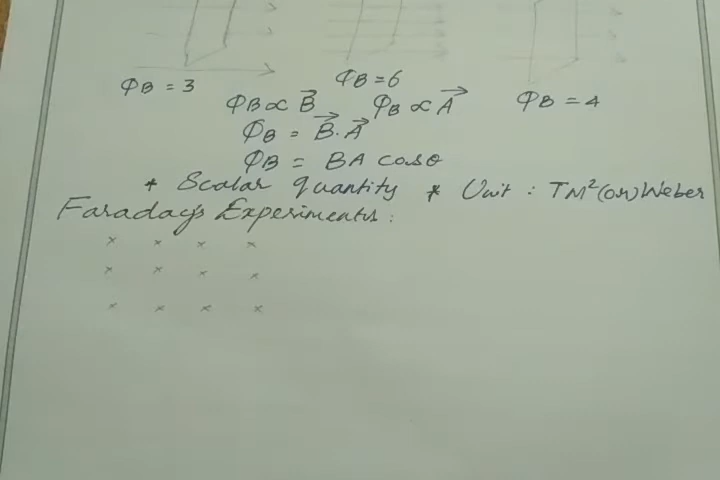 ΦB = 3 ΦB = 6 ΦB = 4
ΦB ∝ B⃗ ΦB ∝ A⃗
ΦB = B⃗. A⃗
ΦB = BA cosθ
* Scalar quantity * Unit : TM² (or) Weber
Faraday's Experiments :
× × × ×
× × × ×
× × × ×